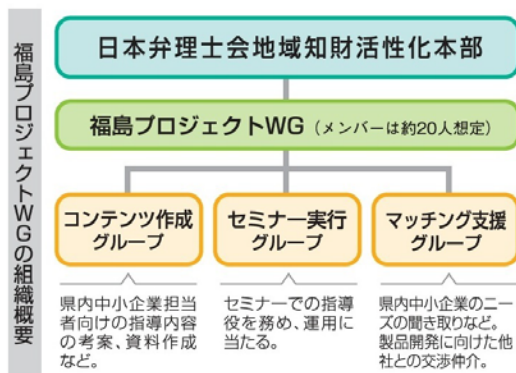 福島プロジェクトWGの組織概要
日本弁理士会地域知財活性化本部
福島プロジェクトWG（メンバーは約20人想定）
コンテンツ作成
グループ
セミナー実行
グループ
マッチング支援
グループ
県内中小企業担当
者向けの指導内容
の考案、資料作成
など。
セミナーでの指導
役を務め、運用に
当たる。
県内中小企業のニー
ズの聞き取りなど。
製品開発に向けた他
社との交渉仲介。